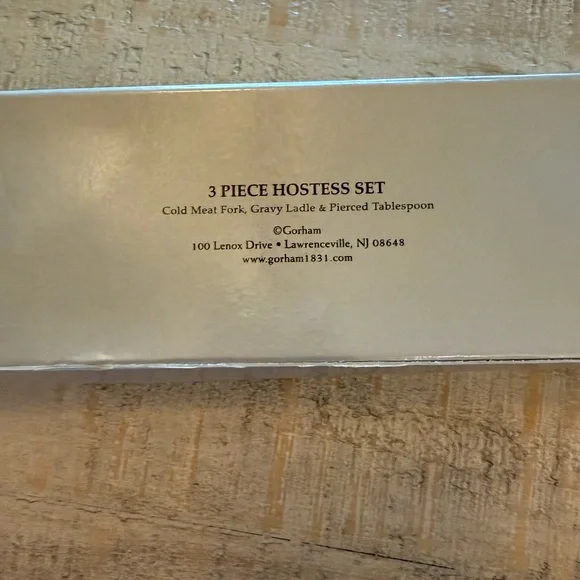 3 PIECE HOSTESS SET
Cold Meat Fork, Gravy Ladle & Pierced Tablespoon
©Gorham
100 Lenox Drive • Lawrenceville, NJ 08648
www.gorham1831.com